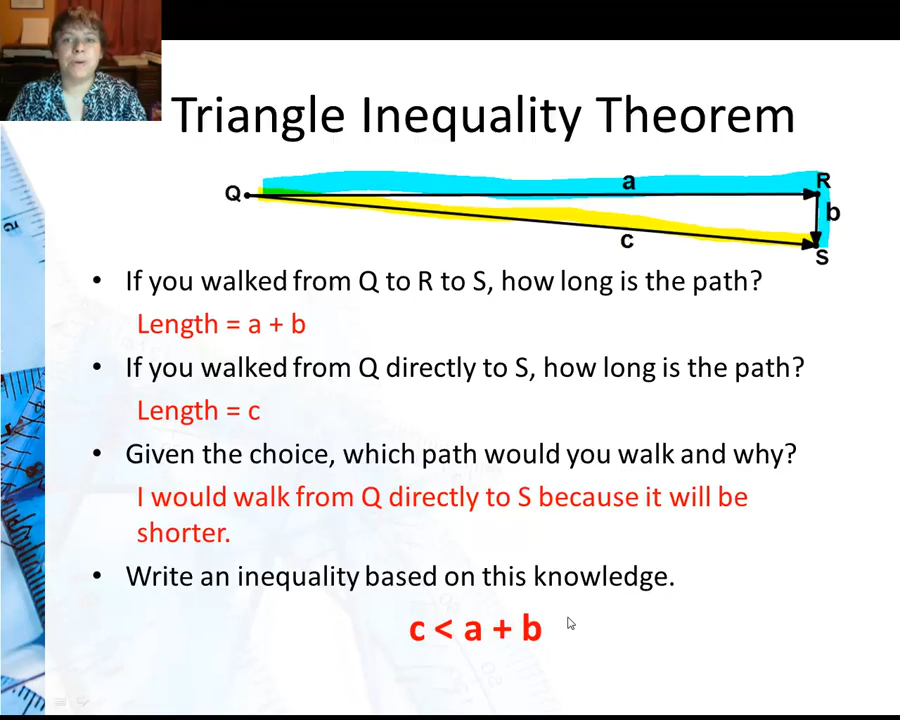 Triangle Inequality Theorem
a
R
Q
b
c
S
• If you walked from Q to R to S, how long is the path?
Length = a + b
• If you walked from Q directly to S, how long is the path?
Length = c
• Given the choice, which path would you walk and why?
I would walk from Q directly to S because it will be
shorter.
• Write an inequality based on this knowledge.
c < a + b